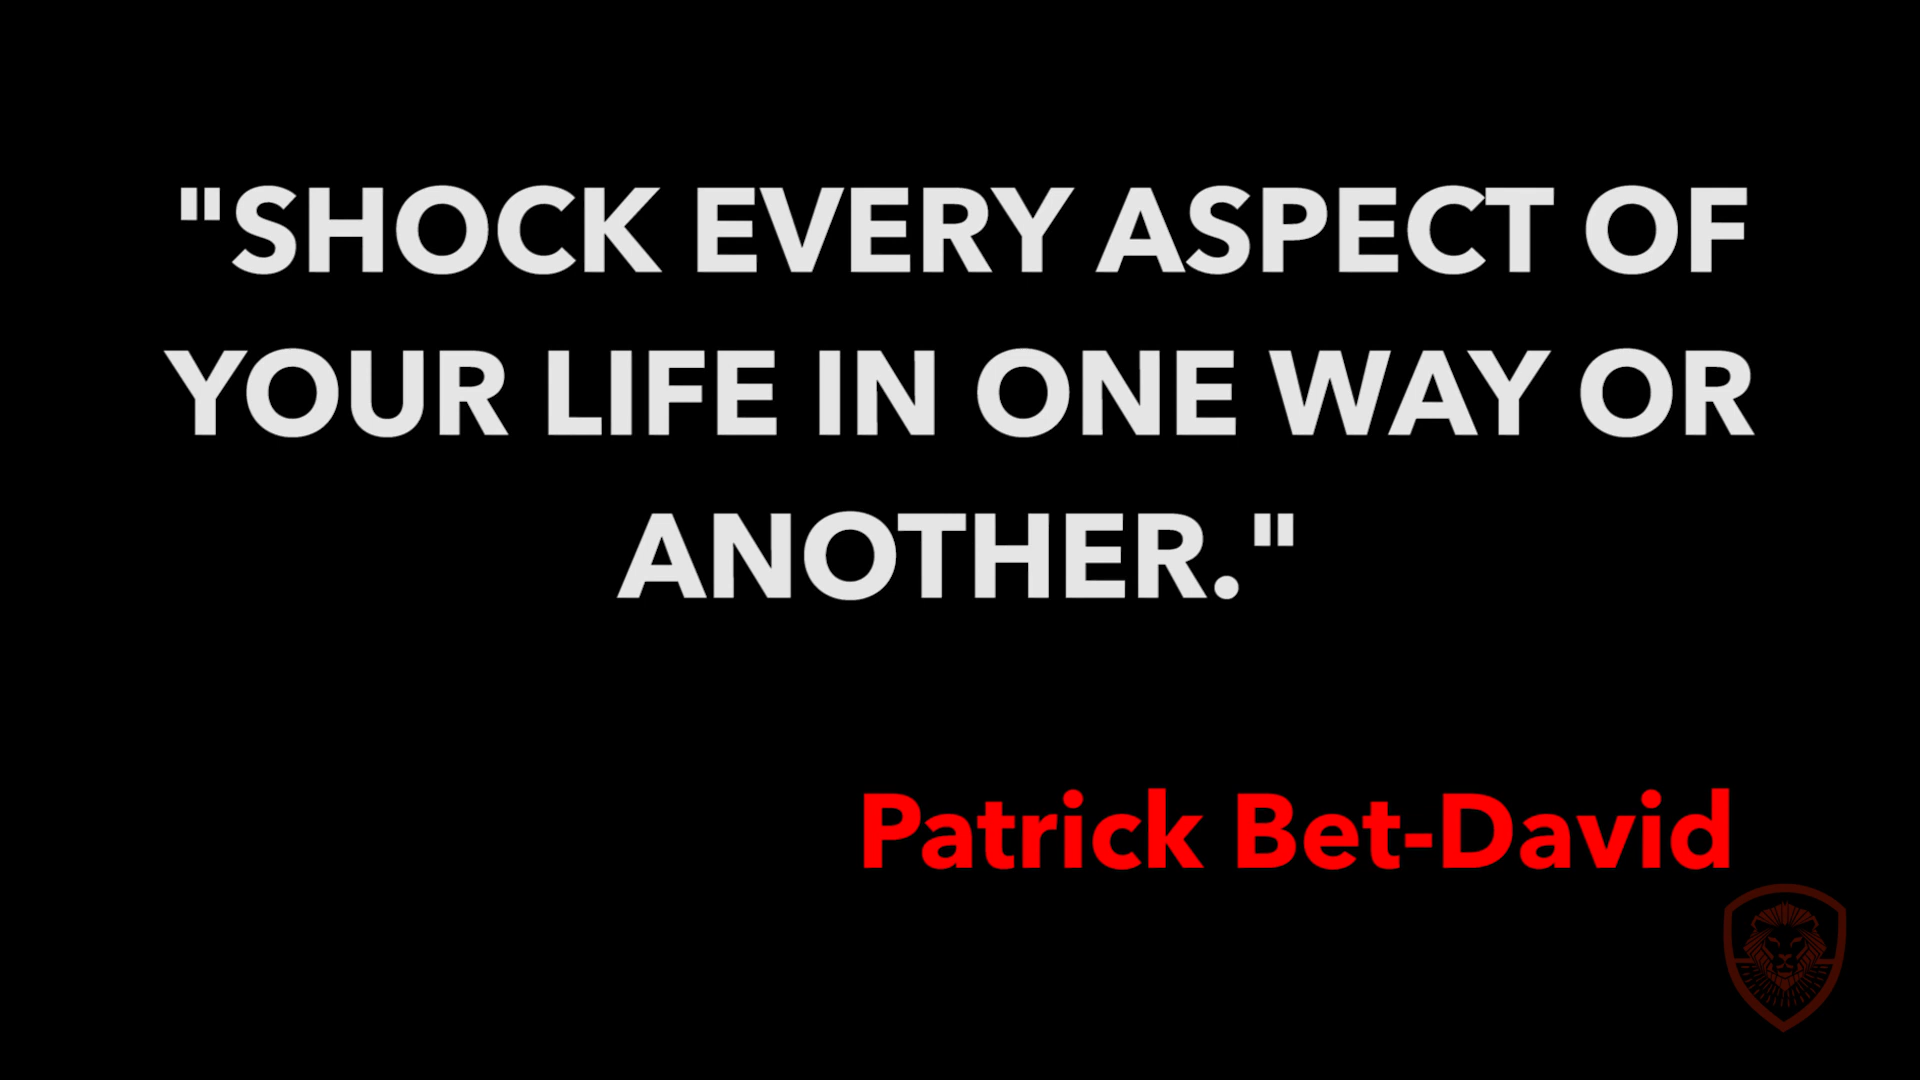 "SHOCK EVERY ASPECT OF
YOUR LIFE IN ONE WAY OR
ANOTHER."
Patrick Bet-David